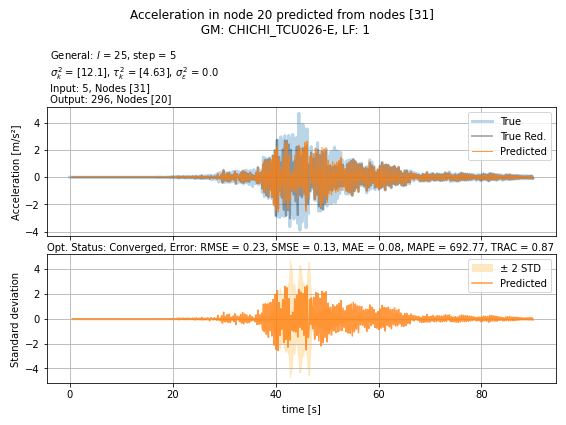 Acceleration in node 20 predicted from nodes [31]
GM: CHICHI_TCU026-E, LF: 1
General: l = 25, step = 5
σ²ₖ = [12.1], τ²ₖ = [4.63], σ²ε = 0.0
Input: 5, Nodes [31]
Output: 296, Nodes [20]
Acceleration [m/s²]
4
2
0
−2
−4
True
True Red.
Predicted
Opt. Status: Converged, Error: RMSE = 0.23, SMSE = 0.13, MAE = 0.08, MAPE = 692.77, TRAC = 0.87
Standard deviation
4
2
0
−2
−4
± 2 STD
Predicted
0 20 40 60 80
time [s]